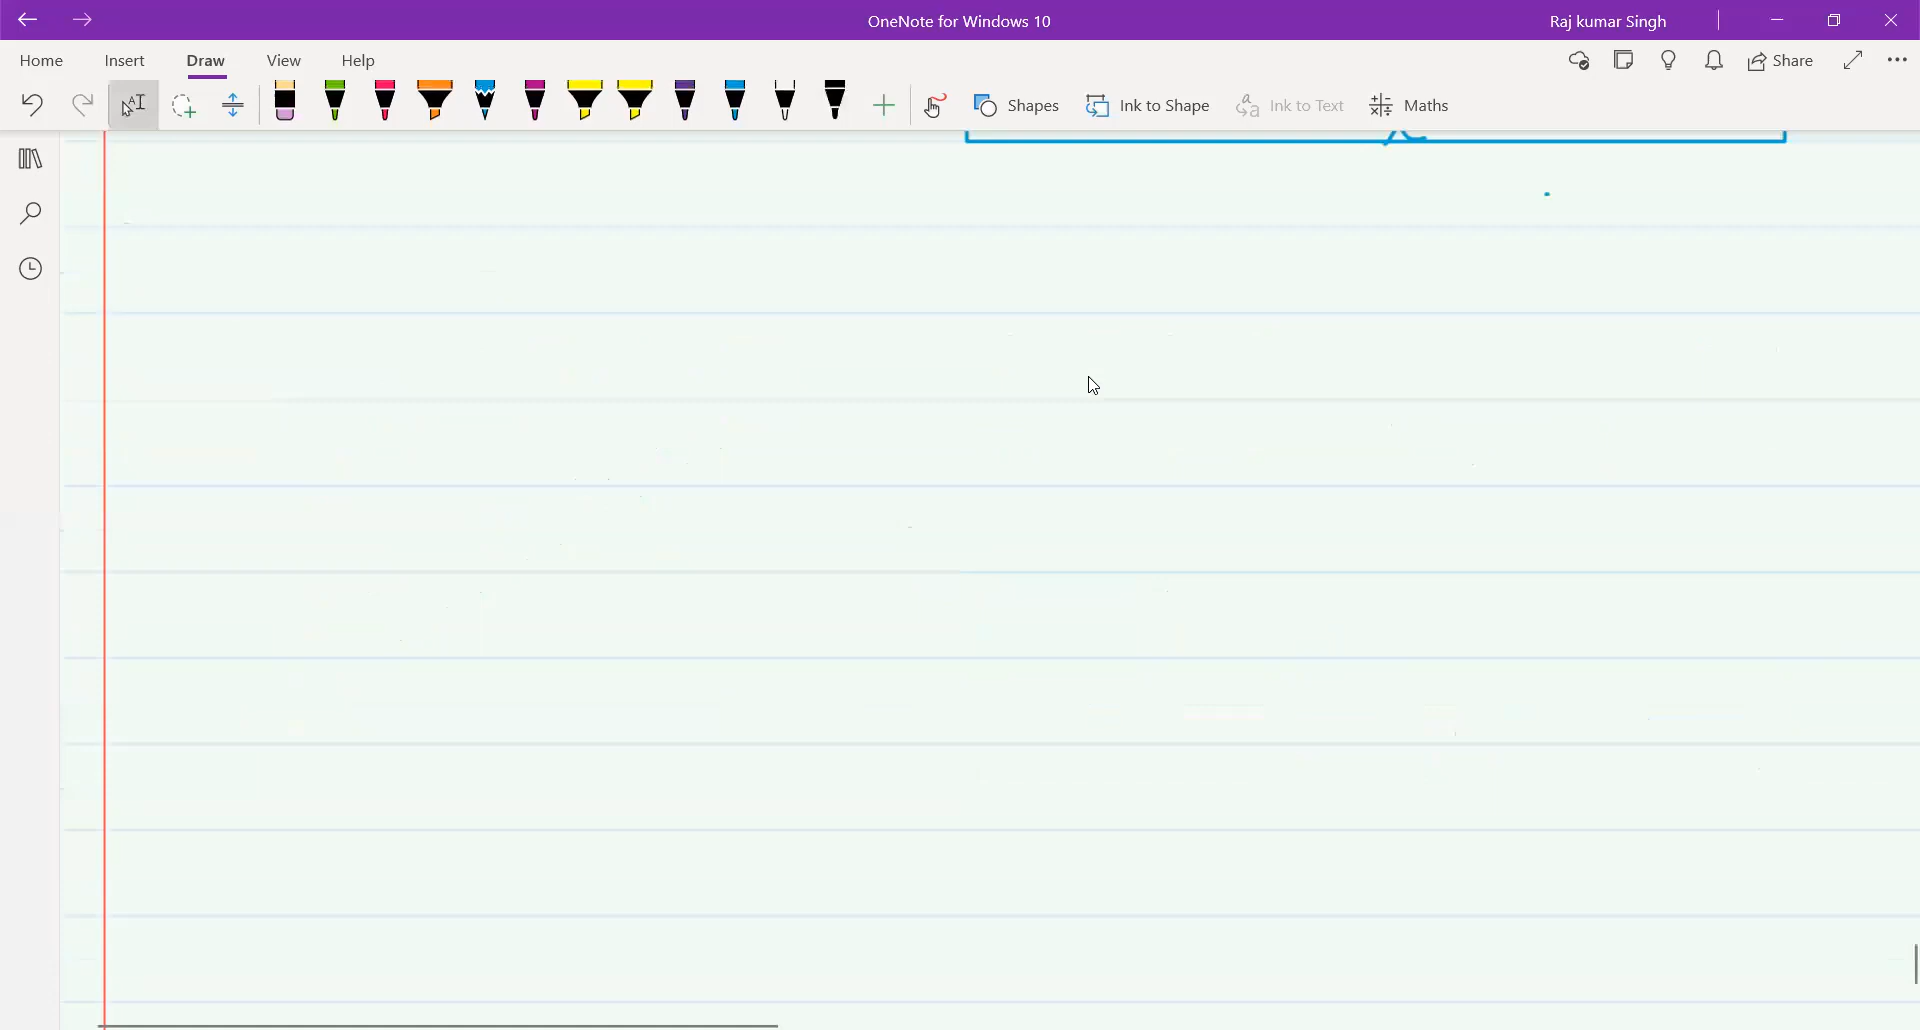 OneNote for Windows 10
Raj kumar Singh
Home Insert Draw View Help
Share
Shapes Ink to Shape Ink to Text Maths